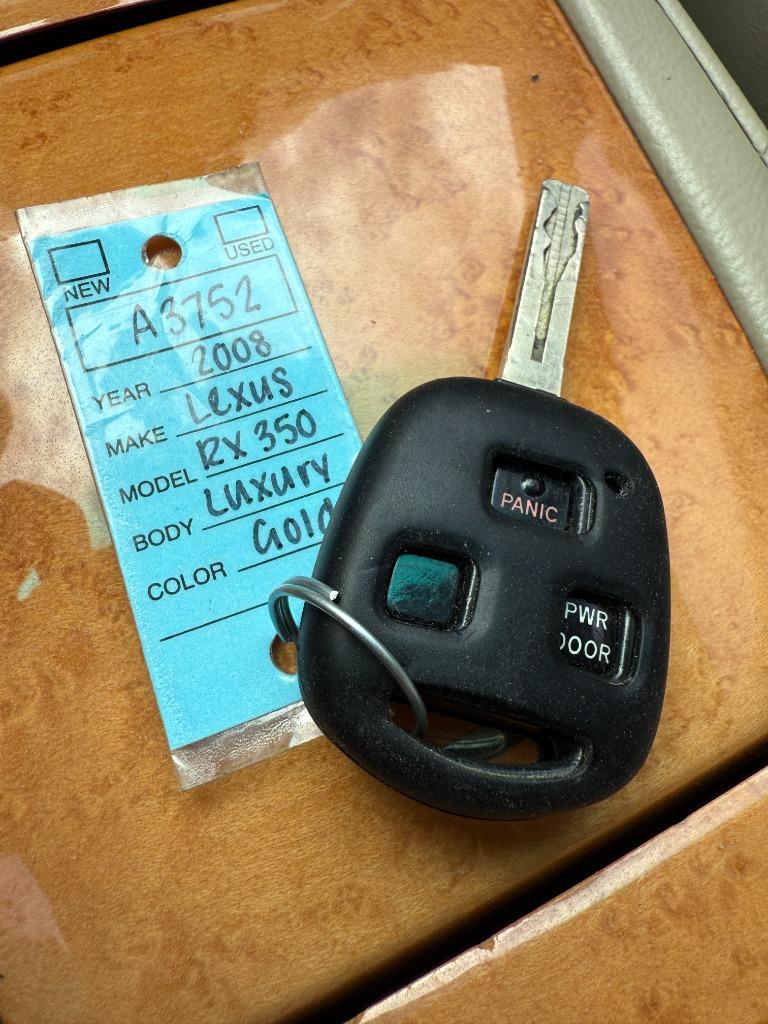 NEW USED
A3752
YEAR 2008
MAKE Lexus
MODEL RX 350
BODY Luxury
COLOR Gold
PANIC
PWR
DOOR